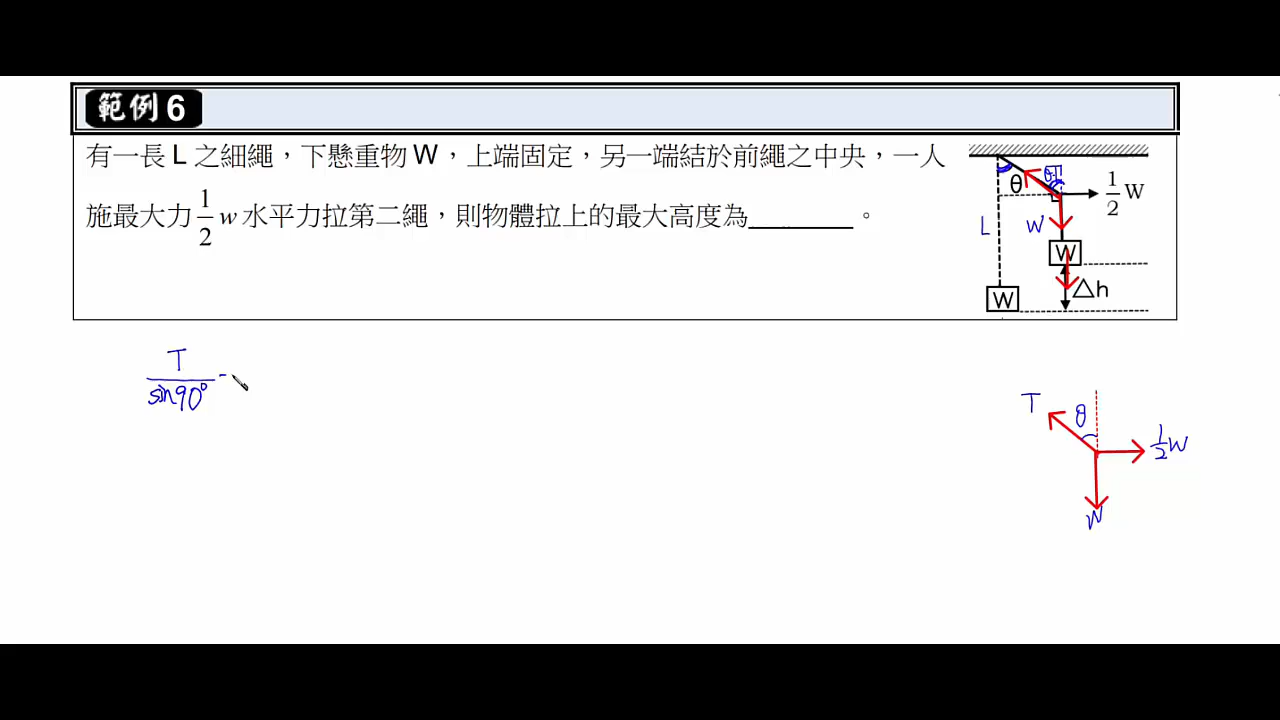 範例 6
有一長 L 之細繩，下懸重物 W，上端固定，另一端結於前繩之中央，一人
施最大力 1/2 w 水平力拉第二繩，則物體拉上的最大高度為________。
θ
θ T
1/2 W
L
W
W
W
△h
T/sin90° -
T
θ
1/2 W
W